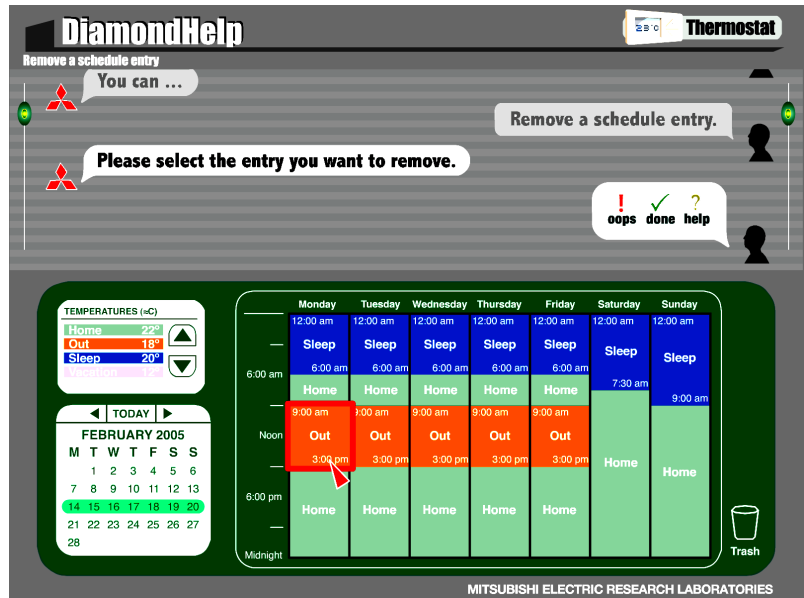 DiamondHelp
23°C
Thermostat
Remove a schedule entry
You can ...
Remove a schedule entry.
Please select the entry you want to remove.
! ✓ ?
oops done help
TEMPERATURES (≈C)
Home 22°
Out 18°
Sleep 20°
Vacation 12°
TODAY
FEBRUARY 2005
M T W T F S S
1 2 3 4 5 6
7 8 9 10 11 12 13
14 15 16 17 18 19 20
21 22 23 24 25 26 27
28
Monday Tuesday Wednesday Thursday Friday Saturday Sunday
12:00 am 12:00 am 12:00 am 12:00 am 12:00 am 12:00 am 12:00 am
Sleep Sleep Sleep Sleep Sleep Sleep Sleep
6:00 am 6:00 am 6:00 am 6:00 am 6:00 am 7:30 am 9:00 am
6:00 am
Home Home Home Home Home
9:00 am 9:00 am 9:00 am 9:00 am 9:00 am
Noon
Out Out Out Out Out
3:00 pm 3:00 pm 3:00 pm 3:00 pm 3:00 pm
Home Home
6:00 pm
Home Home Home Home Home
Midnight
Trash
MITSUBISHI ELECTRIC RESEARCH LABORATORIES